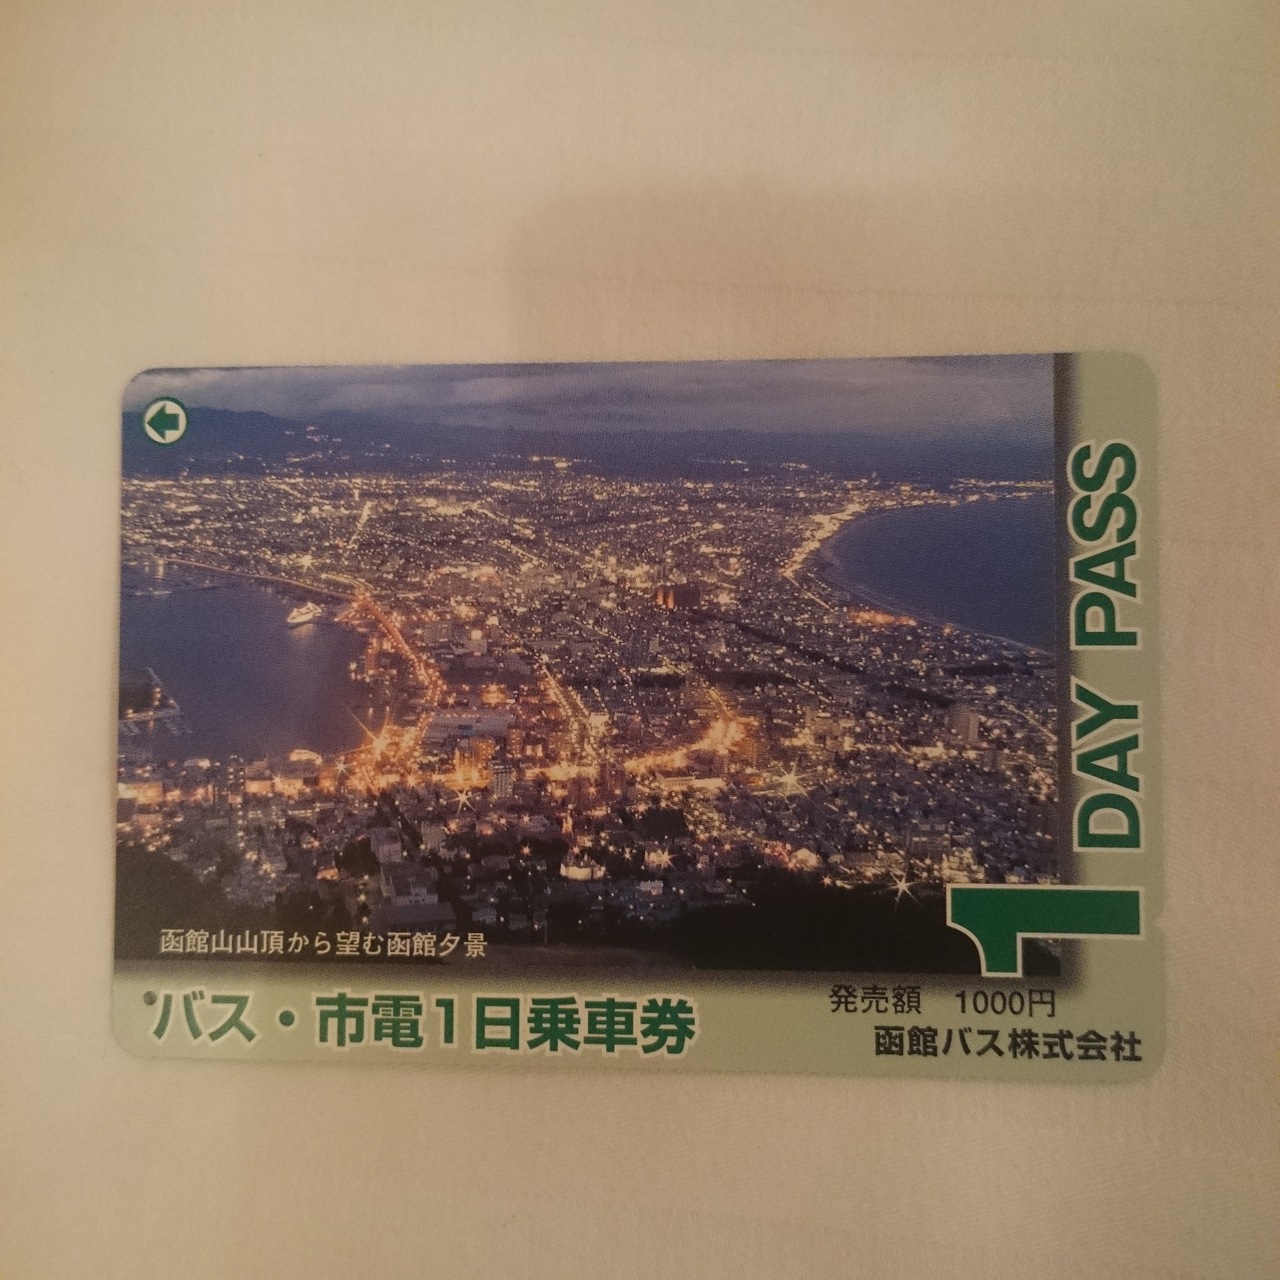 函館山山頂から望む函館夕景
バス・市電1日乗車券
1 DAY PASS
発売額 1000円
函館バス株式会社